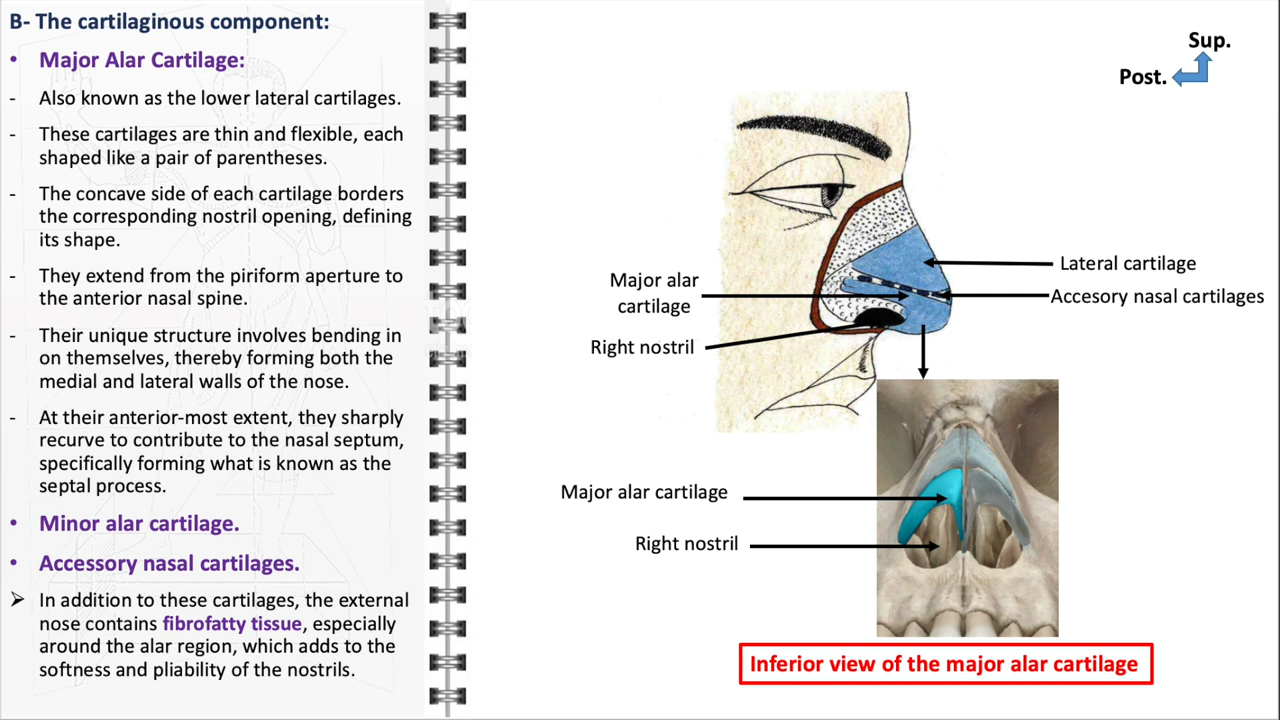 B- The cartilaginous component:
• Major Alar Cartilage:
- Also known as the lower lateral cartilages.
- These cartilages are thin and flexible, each
shaped like a pair of parentheses.
- The concave side of each cartilage borders
the corresponding nostril opening, defining
its shape.
- They extend from the piriform aperture to
the anterior nasal spine.
- Their unique structure involves bending in
on themselves, thereby forming both the
medial and lateral walls of the nose.
- At their anterior-most extent, they sharply
recurve to contribute to the nasal septum,
specifically forming what is known as the
septal process.
• Minor alar cartilage.
• Accessory nasal cartilages.
➢ In addition to these cartilages, the external
nose contains fibrofatty tissue, especially
around the alar region, which adds to the
softness and pliability of the nostrils.
Sup.
Post.
Lateral cartilage
Major alar
cartilage
Accesory nasal cartilages
Right nostril
Major alar cartilage
Right nostril
Inferior view of the major alar cartilage